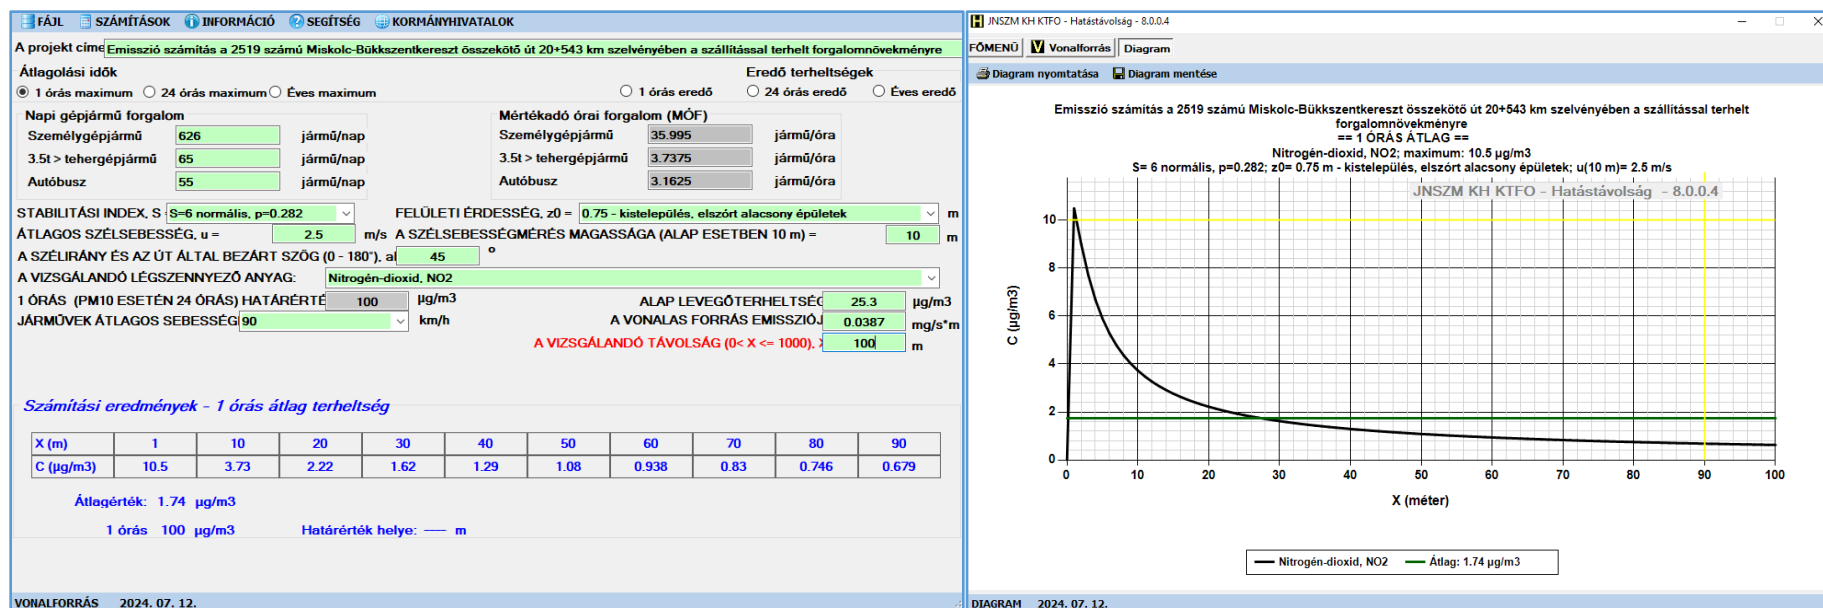 FÁJL SZÁMÍTÁSOK INFORMÁCIÓ SEGÍTSÉG KORMÁNYHIVATALOK
A projekt címe Emisszió számítás a 2519 számú Miskolc-Bükkszentkereszt összekötő út 20+543 km szelvényében a szállítással terhelt forgalomnövekményre
Átlagolási idők Eredő terheltségek
1 órás maximum 24 órás maximum Éves maximum 1 órás eredő 24 órás eredő Éves eredő
Napi gépjármű forgalom Mértékadó órai forgalom (MÓF)
Személygépjármű 626 jármű/nap Személygépjármű 35.995 jármű/óra
3.5t > tehergépjármű 65 jármű/nap 3.5t > tehergépjármű 3.7375 jármű/óra
Autóbusz 55 jármű/nap Autóbusz 3.1625 jármű/óra
STABILITÁSI INDEX, S = S=6 normális, p=0.282 FELÜLETI ÉRDESSÉG, z0 = 0.75 - kistelepülés, elszórt alacsony épületek m
ÁTLAGOS SZÉLSEBESSÉG, u = 2.5 m/s A SZÉLSEBESSÉGMÉRÉS MAGASSÁGA (ALAP ESETBEN 10 m) = 10 m
A SZÉLIRÁNY ÉS AZ ÚT ÁLTAL BEZÁRT SZÖG (0 - 180°), al 45 °
A VIZSGÁLANDÓ LÉGSZENNYEZŐ ANYAG: Nitrogén-dioxid, NO2
1 ÓRÁS (PM10 ESETÉN 24 ÓRÁS) HATÁRÉRTÉ 100 µg/m3 ALAP LEVEGŐTERHELTSÉG 25.3 µg/m3
JÁRMŰVEK ÁTLAGOS SEBESSÉG 90 km/h A VONALAS FORRÁS EMISSZIÓJ 0.0387 mg/s*m
A VIZSGÁLANDÓ TÁVOLSÁG (0< X <= 1000), X 100 m
Számítási eredmények - 1 órás átlag terheltség
X (m) 1 10 20 30 40 50 60 70 80 90
C (µg/m3) 10.5 3.73 2.22 1.62 1.29 1.08 0.938 0.83 0.746 0.679
Átlagérték: 1.74 µg/m3
1 órás 100 µg/m3 Határérték helye: ---- m
VONALFORRÁS 2024. 07. 12.
JNSZM KH KTFO - Hatástávolság - 8.0.0.4
FŐMENÜ Vonalforrás Diagram
Diagram nyomtatása Diagram mentése
Emisszió számítás a 2519 számú Miskolc-Bükkszentkereszt összekötő út 20+543 km szelvényében a szállítással terhelt
forgalomnövekményre
== 1 ÓRÁS ÁTLAG ==
Nitrogén-dioxid, NO2; maximum: 10.5 µg/m3
S= 6 normális, p=0.282; z0= 0.75 m - kistelepülés, elszórt alacsony épületek; u(10 m)= 2.5 m/s
JNSZM KH KTFO - Hatástávolság - 8.0.0.4
10
8
6
4
2
0
C (µg/m3)
0 10 20 30 40 50 60 70 80 90 100
X (méter)
Nitrogén-dioxid, NO2 Átlag: 1.74 µg/m3
DIAGRAM 2024. 07. 12.